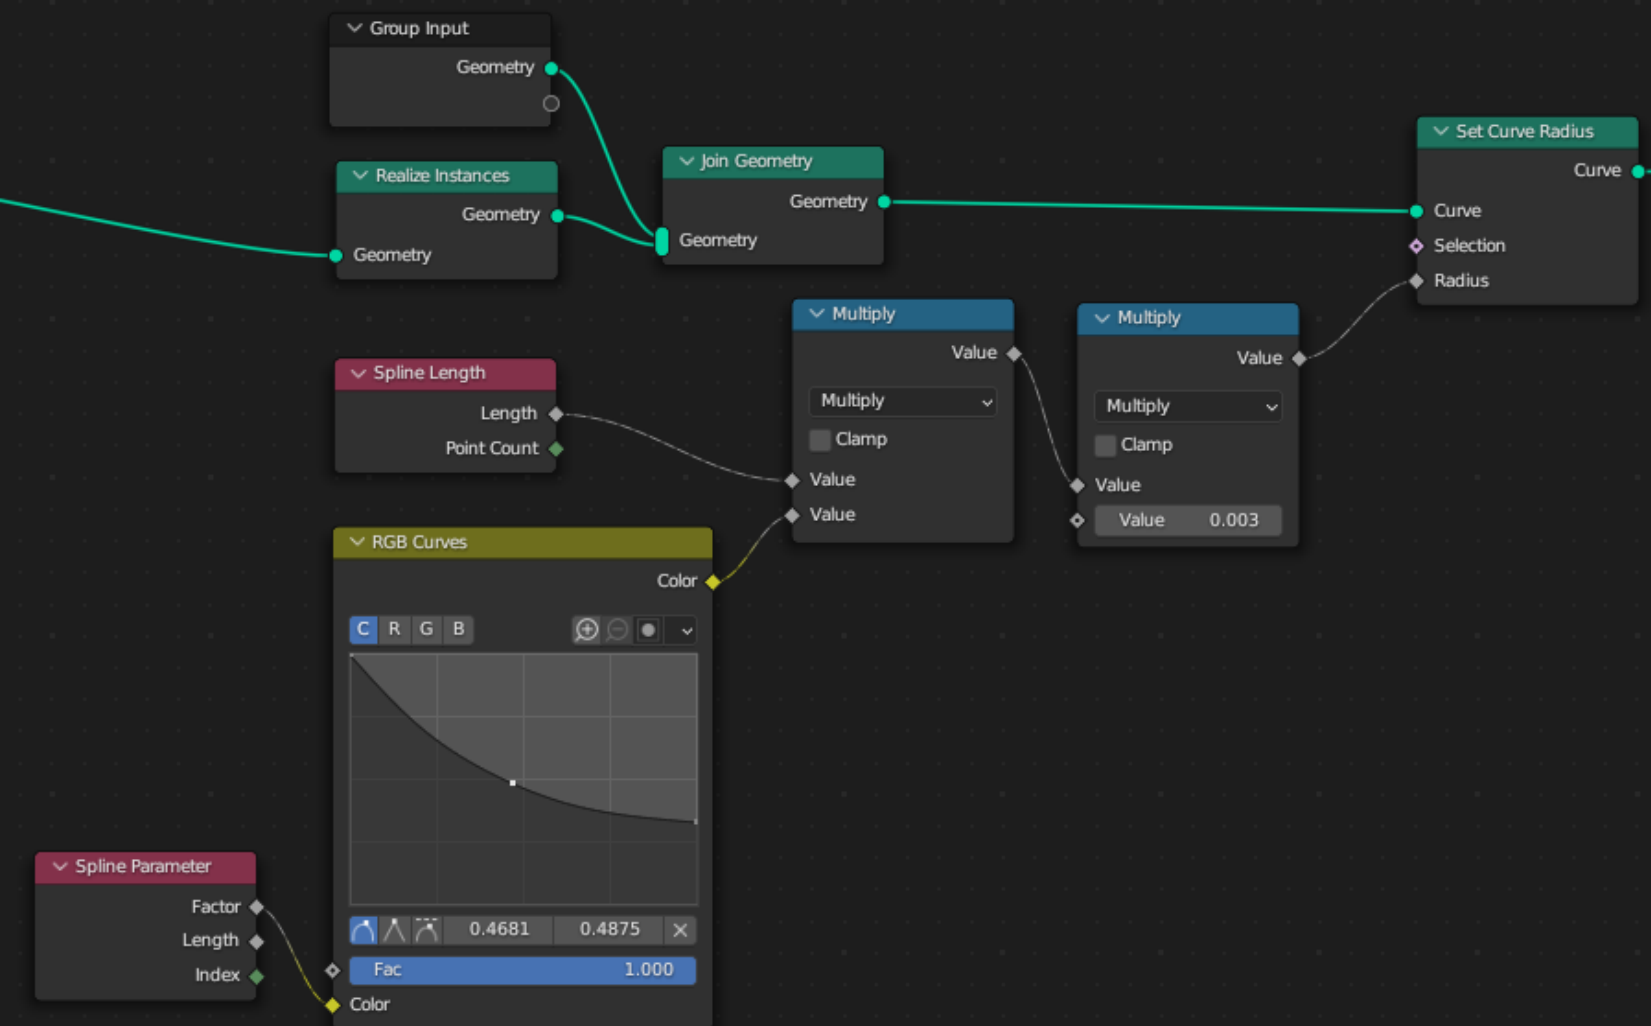 Group Input
Geometry
Realize Instances
Geometry
Geometry
Join Geometry
Geometry
Geometry
Set Curve Radius
Curve
Curve
Selection
Radius
Spline Length
Length
Point Count
Multiply
Value
Multiply
Clamp
Value
Value
Multiply
Value
Multiply
Clamp
Value
Value 0.003
RGB Curves
Color
C R G B
0.4681 0.4875
Fac 1.000
Color
Spline Parameter
Factor
Length
Index